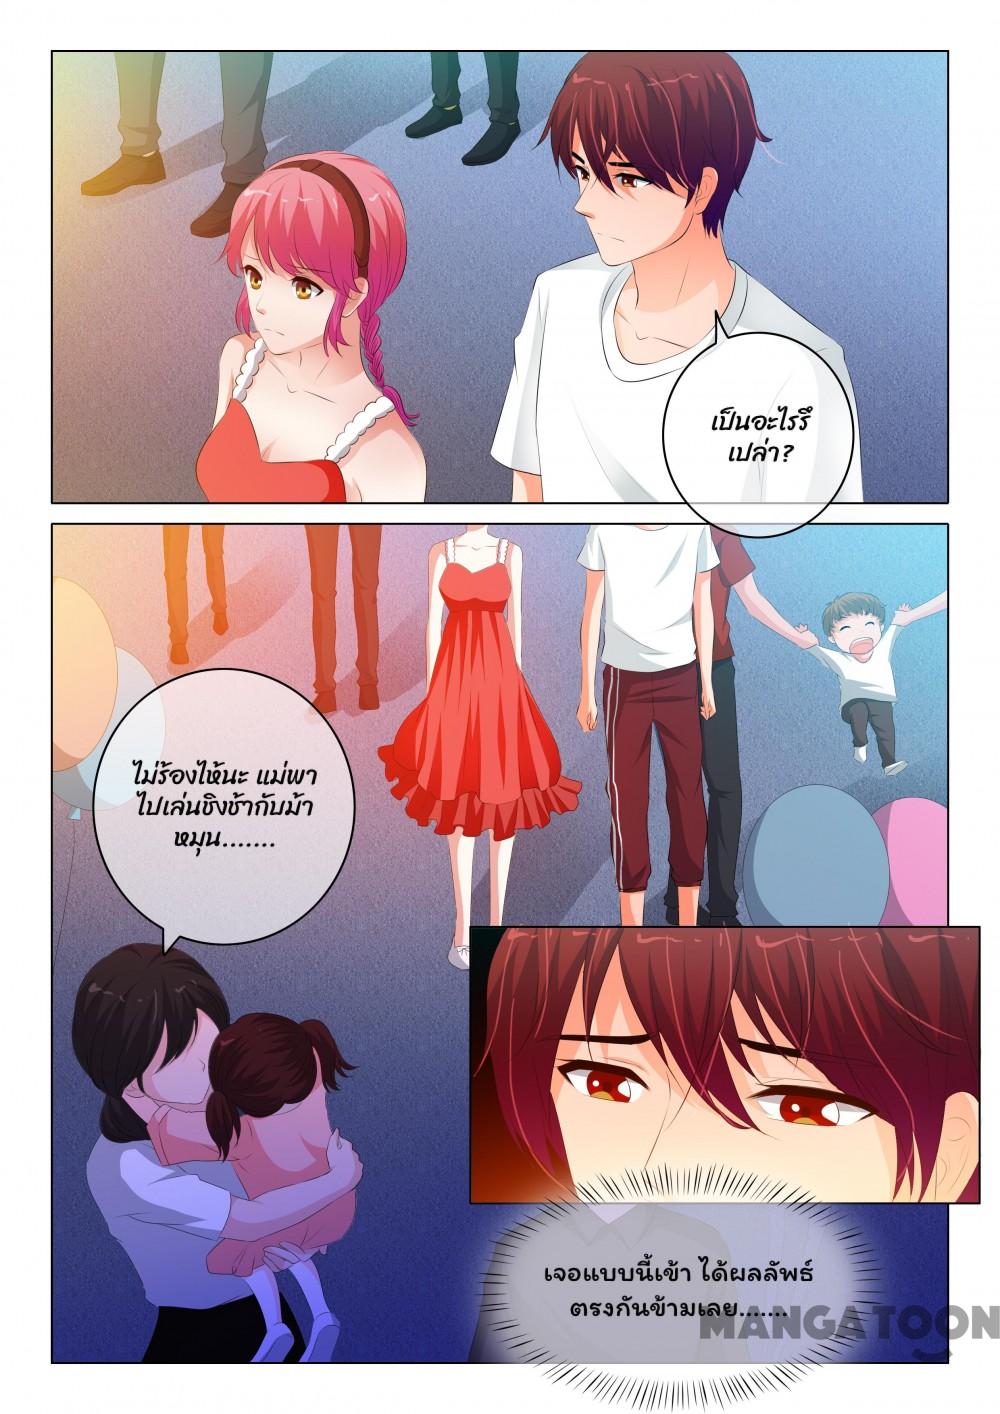 เป็นอะไรรึ
เปล่า?
ไม่ร้องไห้นะ แม่พา
ไปเล่นชิงช้ากับม้า
หมุน.......
เจอแบบนี้เข้า ได้ผลลัพธ์
ตรงกันข้ามเลย.......
MANGATOON